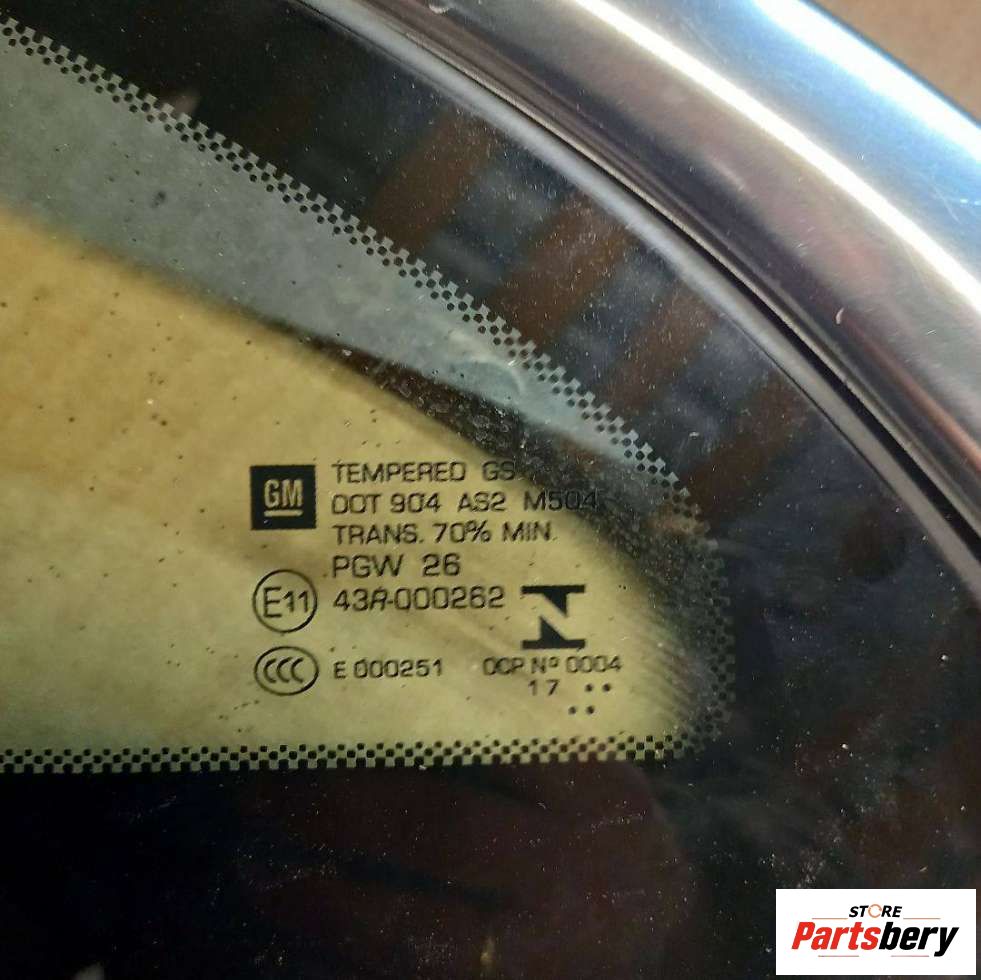 GM
TEMPERED GS
DOT 904 AS2 M504
TRANS. 70% MIN.
PGW 26
E11 43R-000262
CCC E 000251
OCP Nº 0004
17
STORE
Partsbery